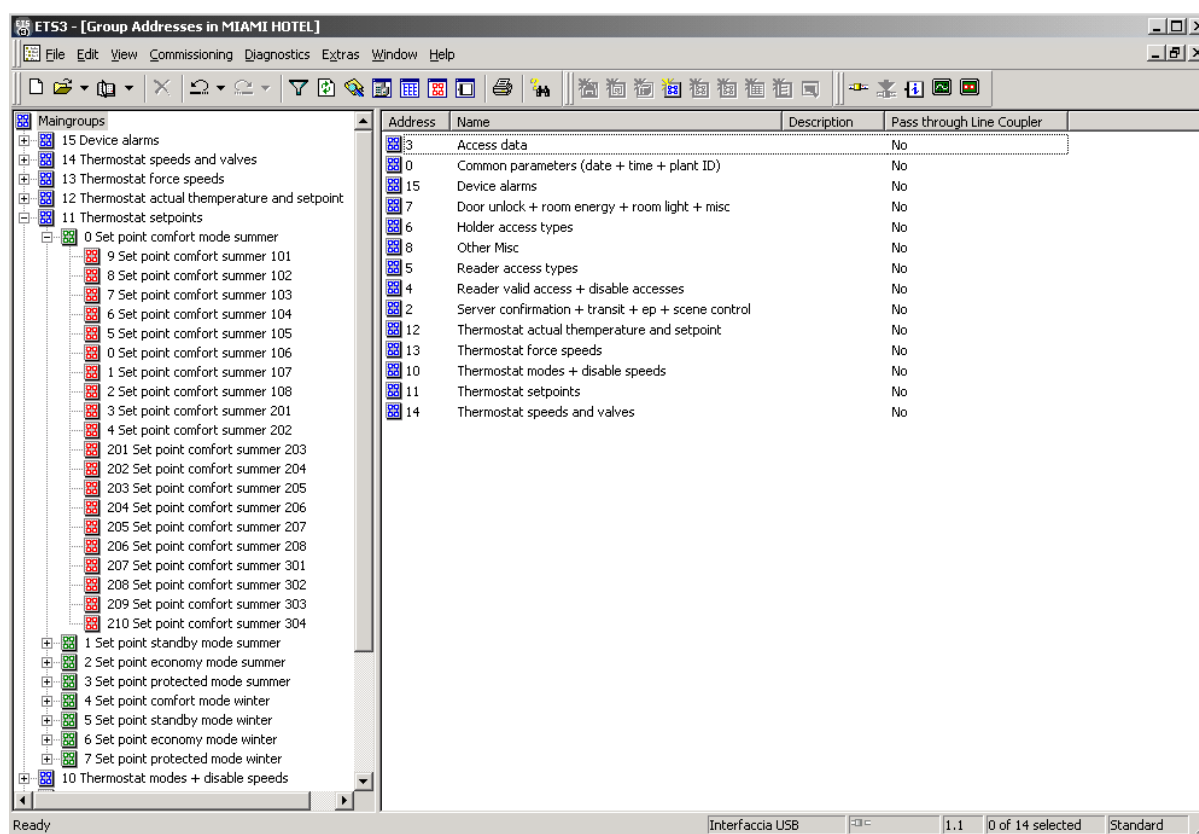 ETS3 - [Group Addresses in MIAMI HOTEL]
File Edit View Commissioning Diagnostics Extras Window Help
Maingroups
15 Device alarms
14 Thermostat speeds and valves
13 Thermostat force speeds
12 Thermostat actual themperature and setpoint
11 Thermostat setpoints
0 Set point comfort mode summer
9 Set point comfort summer 101
8 Set point comfort summer 102
7 Set point comfort summer 103
6 Set point comfort summer 104
5 Set point comfort summer 105
0 Set point comfort summer 106
1 Set point comfort summer 107
2 Set point comfort summer 108
3 Set point comfort summer 201
4 Set point comfort summer 202
201 Set point comfort summer 203
202 Set point comfort summer 204
203 Set point comfort summer 205
204 Set point comfort summer 206
205 Set point comfort summer 207
206 Set point comfort summer 208
207 Set point comfort summer 301
208 Set point comfort summer 302
209 Set point comfort summer 303
210 Set point comfort summer 304
1 Set point standby mode summer
2 Set point economy mode summer
3 Set point protected mode summer
4 Set point comfort mode winter
5 Set point standby mode winter
6 Set point economy mode winter
7 Set point protected mode winter
10 Thermostat modes + disable speeds
Address Name Description Pass through Line Coupler
3 Access data No
0 Common parameters (date + time + plant ID) No
15 Device alarms No
7 Door unlock + room energy + room light + misc No
6 Holder access types No
8 Other Misc No
5 Reader access types No
4 Reader valid access + disable accesses No
2 Server confirmation + transit + ep + scene control No
12 Thermostat actual themperature and setpoint No
13 Thermostat force speeds No
10 Thermostat modes + disable speeds No
11 Thermostat setpoints No
14 Thermostat speeds and valves No
Ready Interfaccia USB 1.1 0 of 14 selected Standard